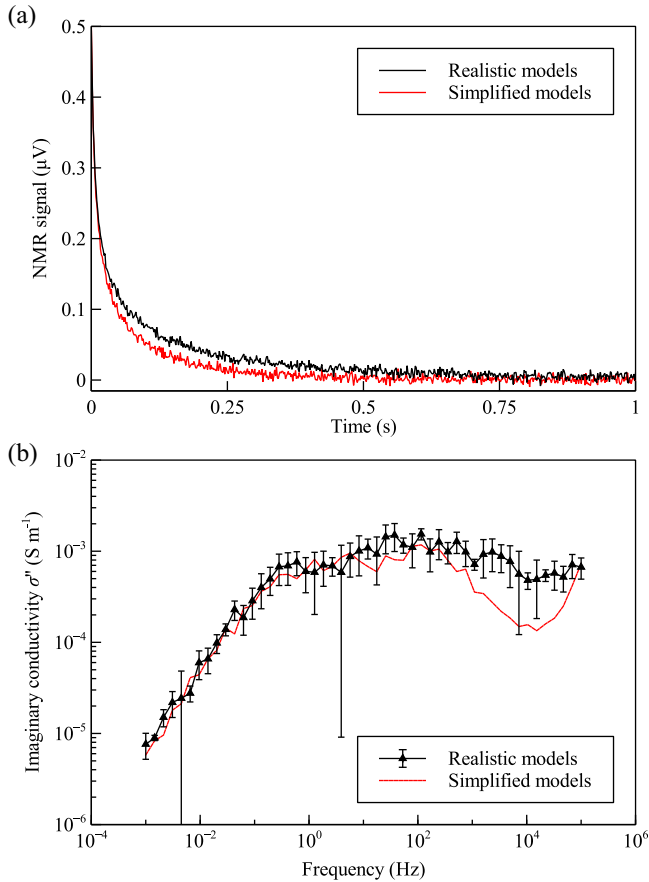 (a)
0.5
0.4
0.3
0.2
0.1
0
NMR signal (μV)
Realistic models
Simplified models
0
0.25
0.5
0.75
1
Time (s)
(b)
10⁻²
10⁻³
10⁻⁴
10⁻⁵
10⁻⁶
Imaginary conductivity σ'' (S m⁻¹)
Realistic models
Simplified models
10⁻⁴
10⁻²
10⁰
10²
10⁴
10⁶
Frequency (Hz)